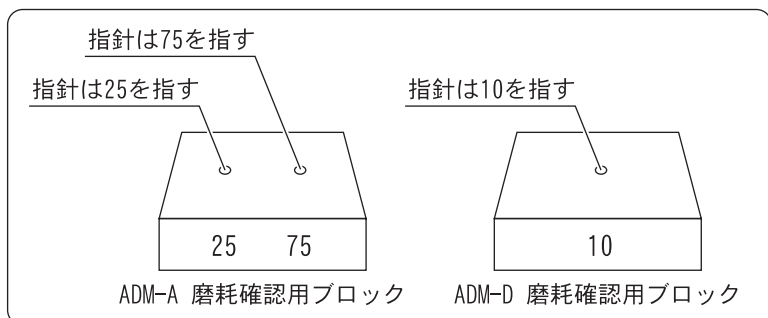 指針は75を指す
指針は25を指す
指針は10を指す
25 75
10
ADM-A 磨耗確認用ブロック
ADM-D 磨耗確認用ブロック